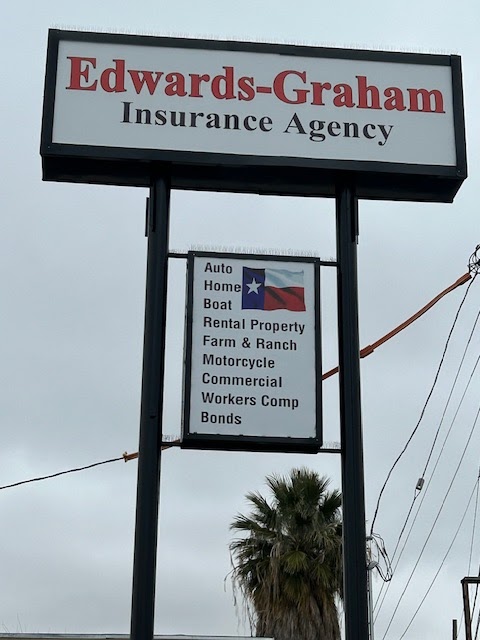 Edwards-Graham
Insurance Agency
Auto
Home
Boat
Rental Property
Farm & Ranch
Motorcycle
Commercial
Workers Comp
Bonds